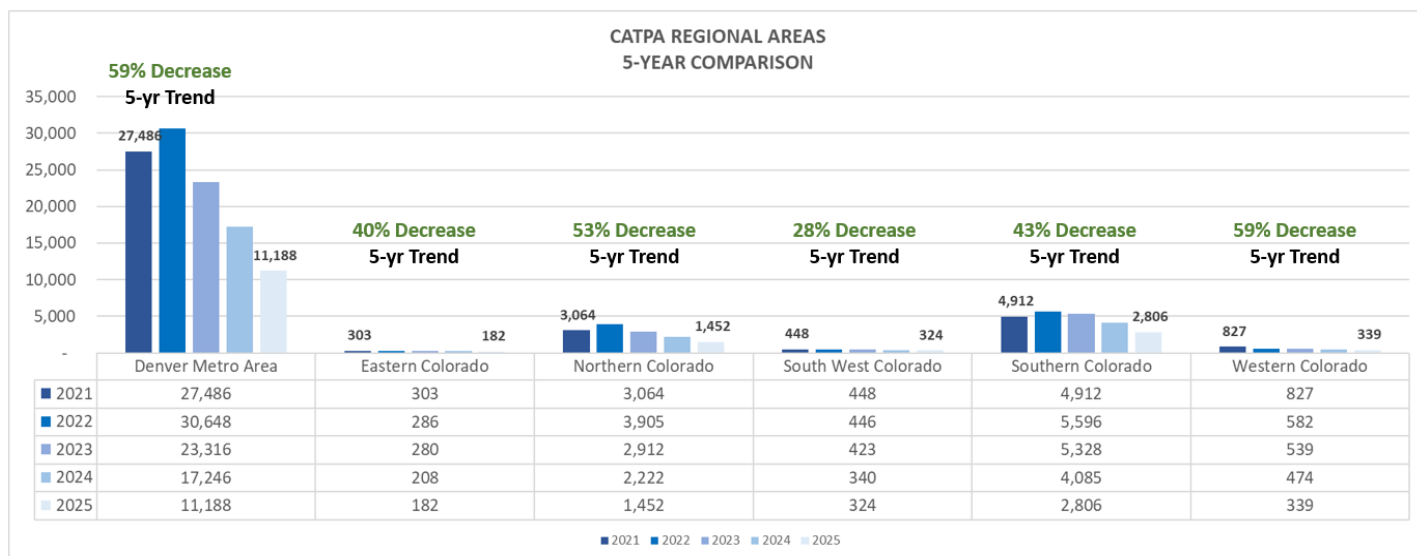 CATPA REGIONAL AREAS
5-YEAR COMPARISON
59% Decrease
5-yr Trend
35,000
30,000
25,000
20,000
15,000
10,000
5,000
-
27,486
11,188
40% Decrease
5-yr Trend
303
182
53% Decrease
5-yr Trend
3,064
1,452
28% Decrease
5-yr Trend
448
324
43% Decrease
5-yr Trend
4,912
2,806
59% Decrease
5-yr Trend
827
339
Denver Metro Area Eastern Colorado Northern Colorado South West Colorado Southern Colorado Western Colorado
2021 27,486 303 3,064 448 4,912 827
2022 30,648 286 3,905 446 5,596 582
2023 23,316 280 2,912 423 5,328 539
2024 17,246 208 2,222 340 4,085 474
2025 11,188 182 1,452 324 2,806 339
2021 2022 2023 2024 2025